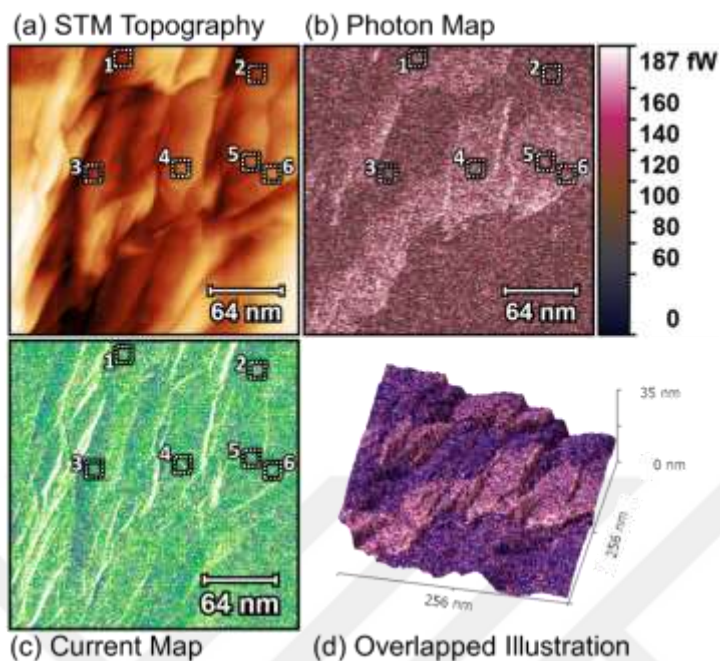 (a) STM Topography
(b) Photon Map
1
2
3
4
5
6
64 nm
1
2
3
4
5
6
64 nm
187 fW
160
140
120
100
80
60
0
1
2
3
4
5
6
64 nm
35 nm
0 nm
256 nm
256 nm
(c) Current Map
(d) Overlapped Illustration